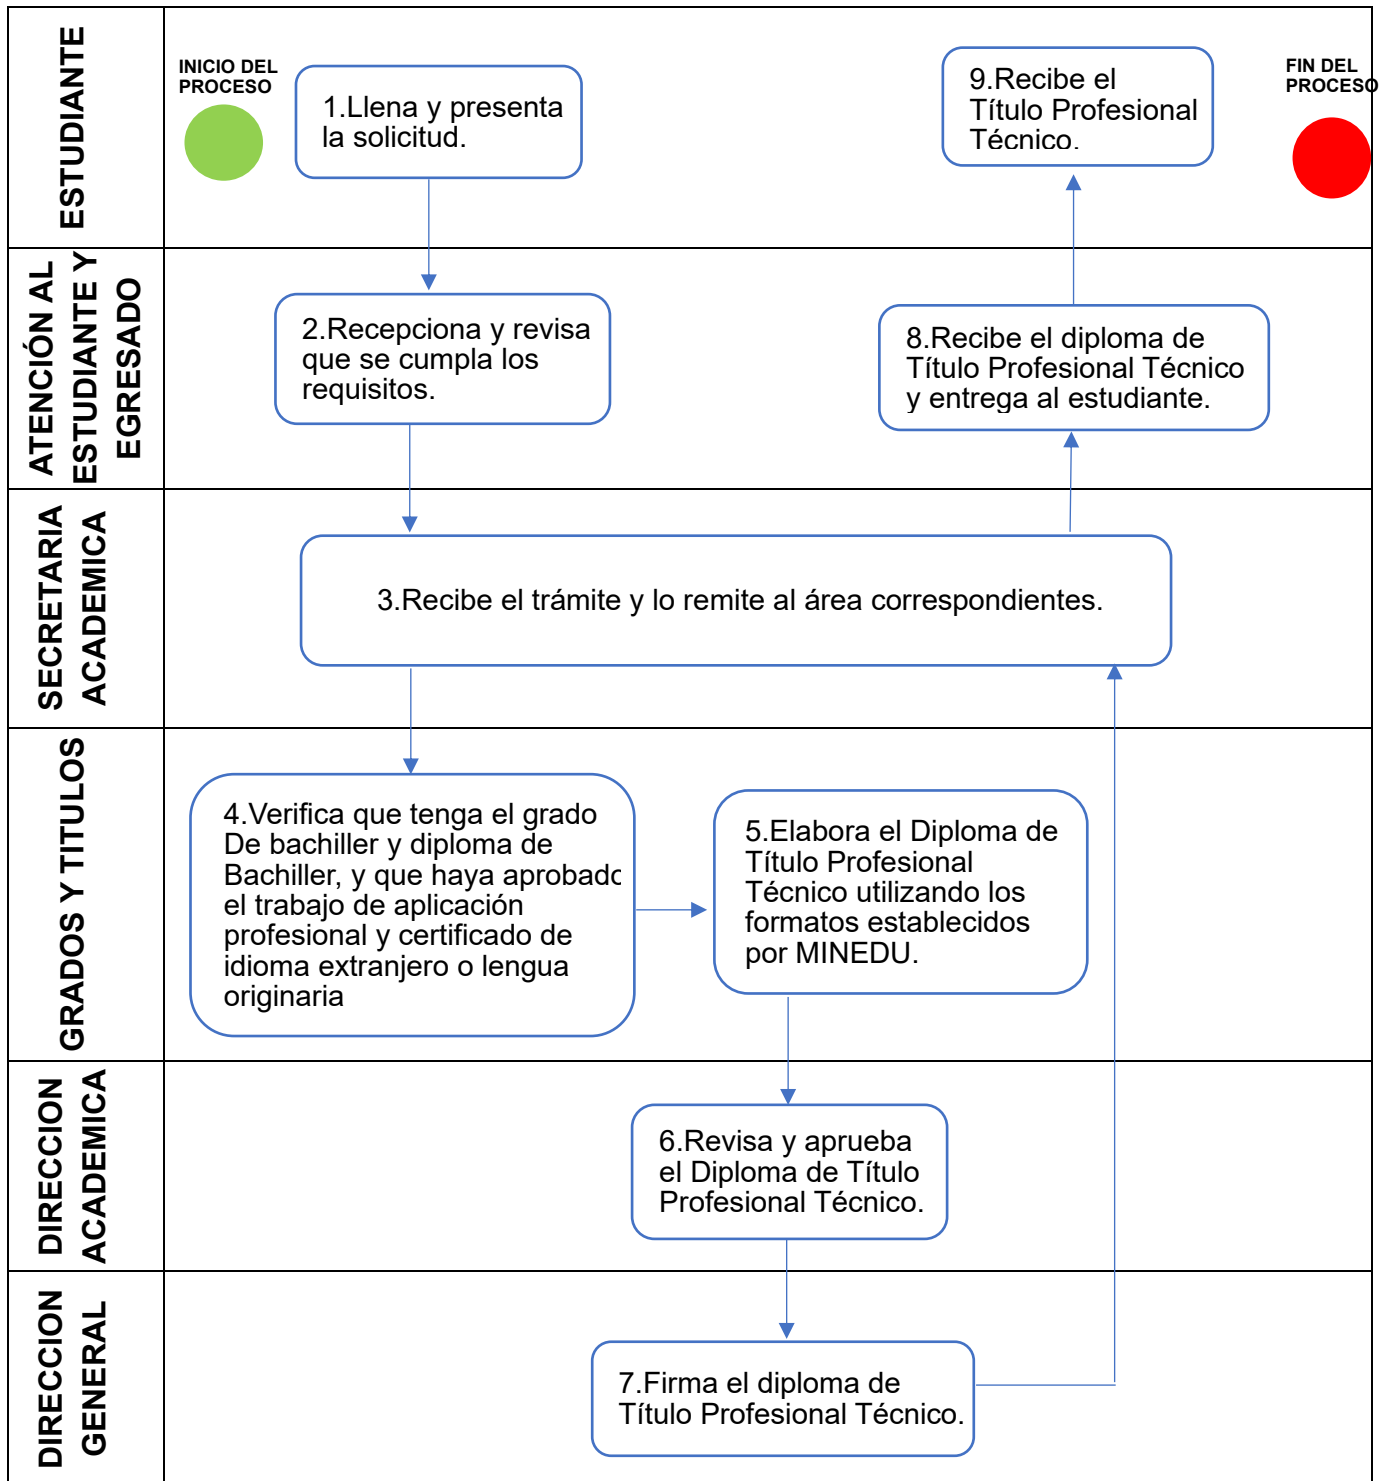 ESTUDIANTE
INICIO DEL
PROCESO
1.Llena y presenta
la solicitud.
9.Recibe el
Título Profesional
Técnico.
FIN DEL
PROCESO
ATENCIÓN AL
ESTUDIANTE Y
EGRESADO
2.Recepciona y revisa
que se cumpla los
requisitos.
8.Recibe el diploma de
Título Profesional Técnico
y entrega al estudiante.
SECRETARIA
ACADEMICA
3.Recibe el trámite y lo remite al área correspondientes.
GRADOS Y TITULOS
4.Verifica que tenga el grado
De bachiller y diploma de
Bachiller, y que haya aprobado
el trabajo de aplicación
profesional y certificado de
idioma extranjero o lengua
originaria
5.Elabora el Diploma de
Título Profesional
Técnico utilizando los
formatos establecidos
por MINEDU.
DIRECCION
ACADEMICA
6.Revisa y aprueba
el Diploma de Título
Profesional Técnico.
DIRECCION
GENERAL
7.Firma el diploma de
Título Profesional Técnico.